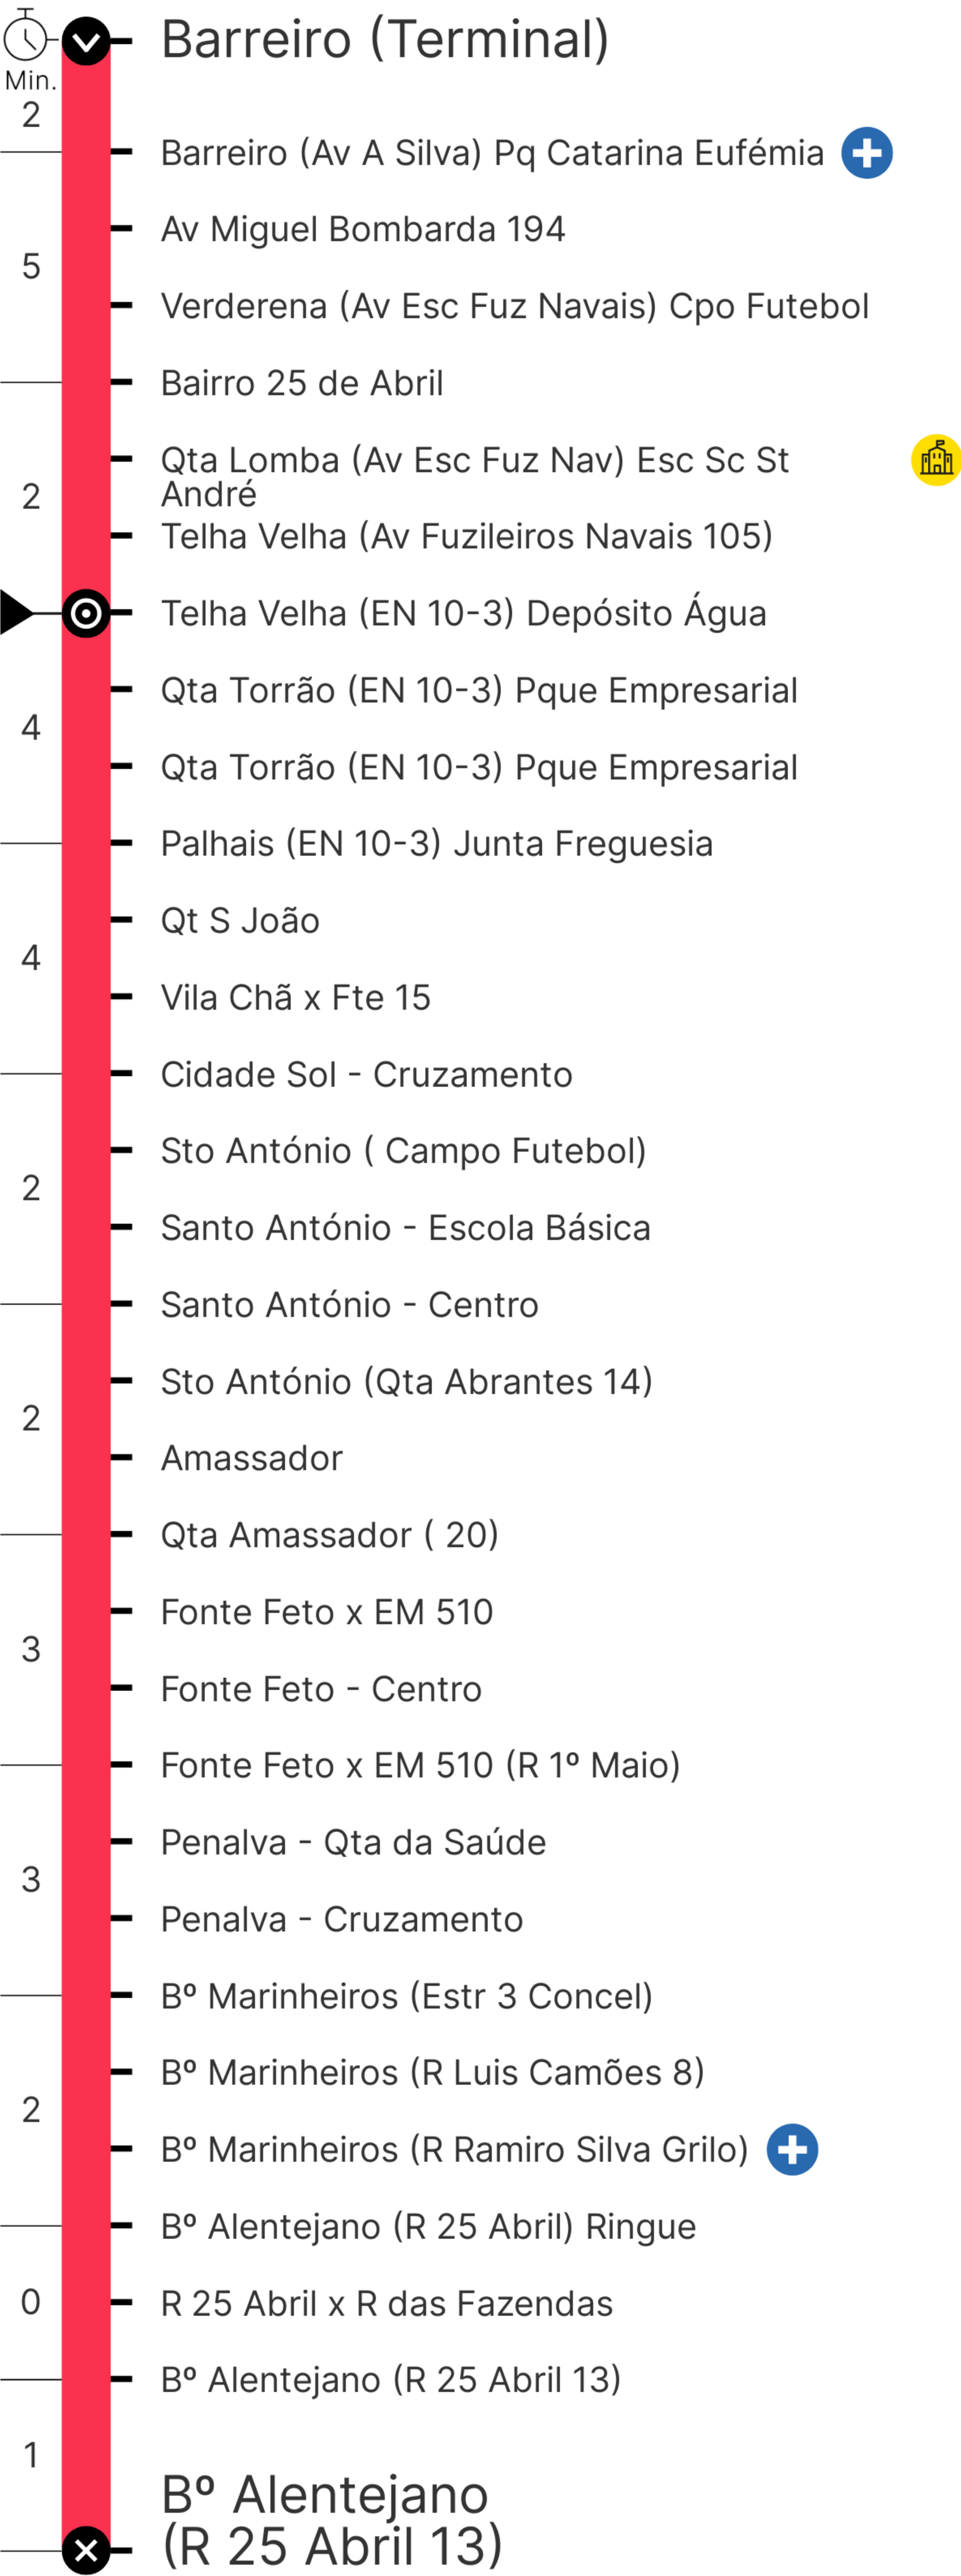 Barreiro (Terminal)
Min.
2
Barreiro (Av A Silva) Pq Catarina Eufémia
Av Miguel Bombarda 194
5
Verderena (Av Esc Fuz Navais) Cpo Futebol
Bairro 25 de Abril
Qta Lomba (Av Esc Fuz Nav) Esc Sc St
André
2
Telha Velha (Av Fuzileiros Navais 105)
Telha Velha (EN 10-3) Depósito Água
Qta Torrão (EN 10-3) Pque Empresarial
4
Qta Torrão (EN 10-3) Pque Empresarial
Palhais (EN 10-3) Junta Freguesia
Qt S João
4
Vila Chã x Fte 15
Cidade Sol - Cruzamento
Sto António ( Campo Futebol)
2
Santo António - Escola Básica
Santo António - Centro
Sto António (Qta Abrantes 14)
2
Amassador
Qta Amassador ( 20)
Fonte Feto x EM 510
3
Fonte Feto - Centro
Fonte Feto x EM 510 (R 1º Maio)
Penalva - Qta da Saúde
3
Penalva - Cruzamento
Bº Marinheiros (Estr 3 Concel)
Bº Marinheiros (R Luis Camões 8)
2
Bº Marinheiros (R Ramiro Silva Grilo)
Bº Alentejano (R 25 Abril) Ringue
0
R 25 Abril x R das Fazendas
Bº Alentejano (R 25 Abril 13)
1
Bº Alentejano
(R 25 Abril 13)